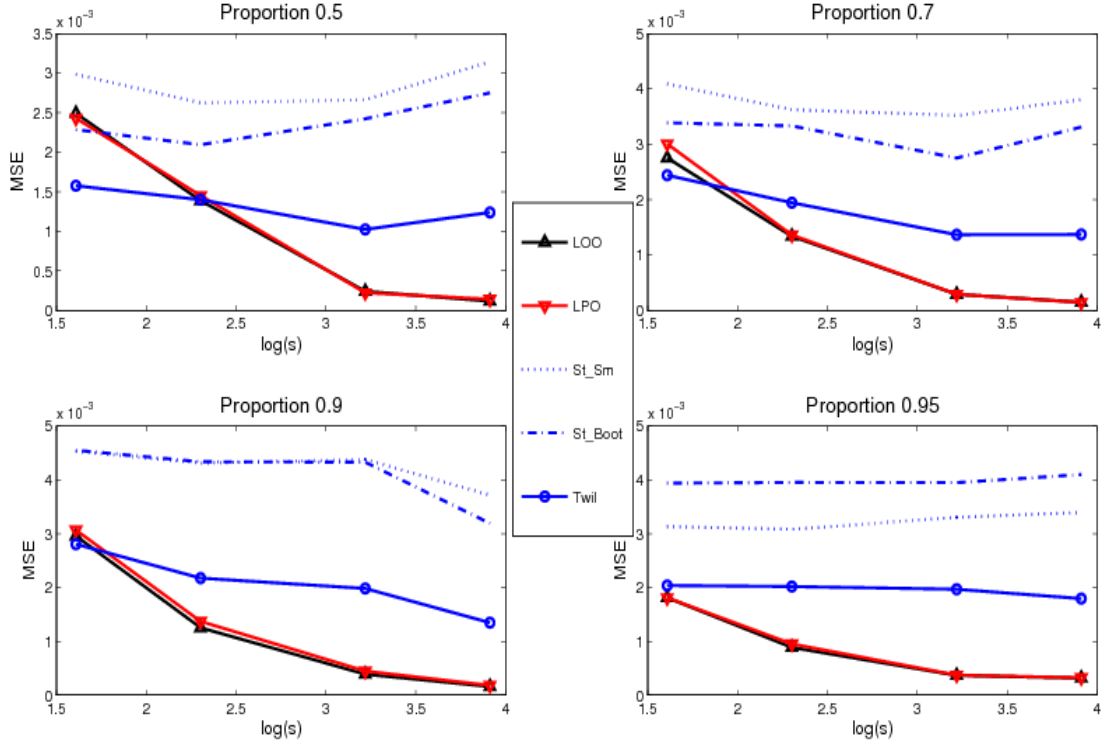 Proportion 0.5
x 10⁻³
3.5
3
2.5
2
1.5
1
0.5
0
MSE
1.5 2 2.5 3 3.5 4
log(s)
Proportion 0.7
x 10⁻³
5
4
3
2
1
0
MSE
1.5 2 2.5 3 3.5 4
log(s)
LOO
LPO
St_Sm
St_Boot
Twil
Proportion 0.9
x 10⁻³
5
4
3
2
1
0
MSE
1.5 2 2.5 3 3.5 4
log(s)
Proportion 0.95
x 10⁻³
5
4
3
2
1
0
MSE
1.5 2 2.5 3 3.5 4
log(s)